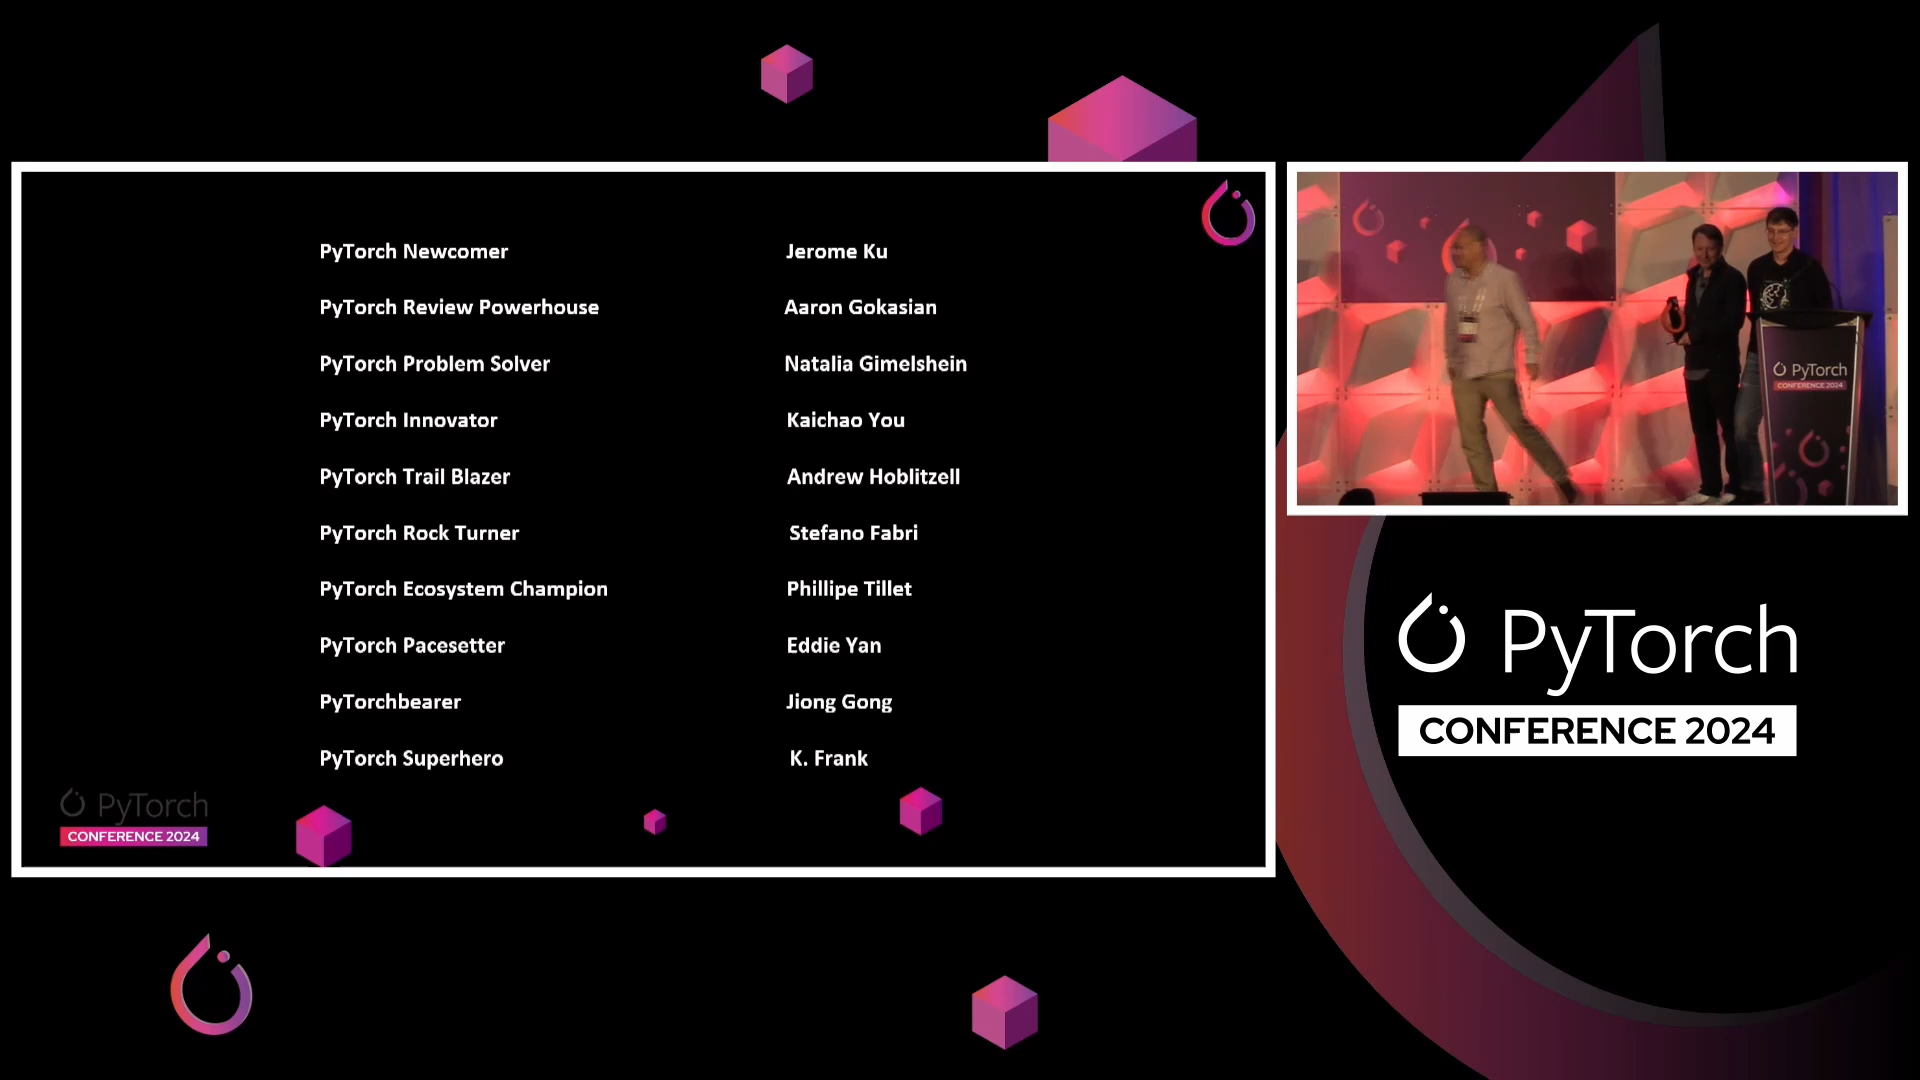 PyTorch Newcomer Jerome Ku
PyTorch Review Powerhouse Aaron Gokasian
PyTorch Problem Solver Natalia Gimelshein
PyTorch Innovator Kaichao You
PyTorch Trail Blazer Andrew Hoblitzell
PyTorch Rock Turner Stefano Fabri
PyTorch Ecosystem Champion Phillipe Tillet
PyTorch Pacesetter Eddie Yan
PyTorchbearer Jiong Gong
PyTorch Superhero K. Frank
PyTorch
CONFERENCE 2024
PyTorch
CONFERENCE 2024
PyTorch
CONFERENCE 2024